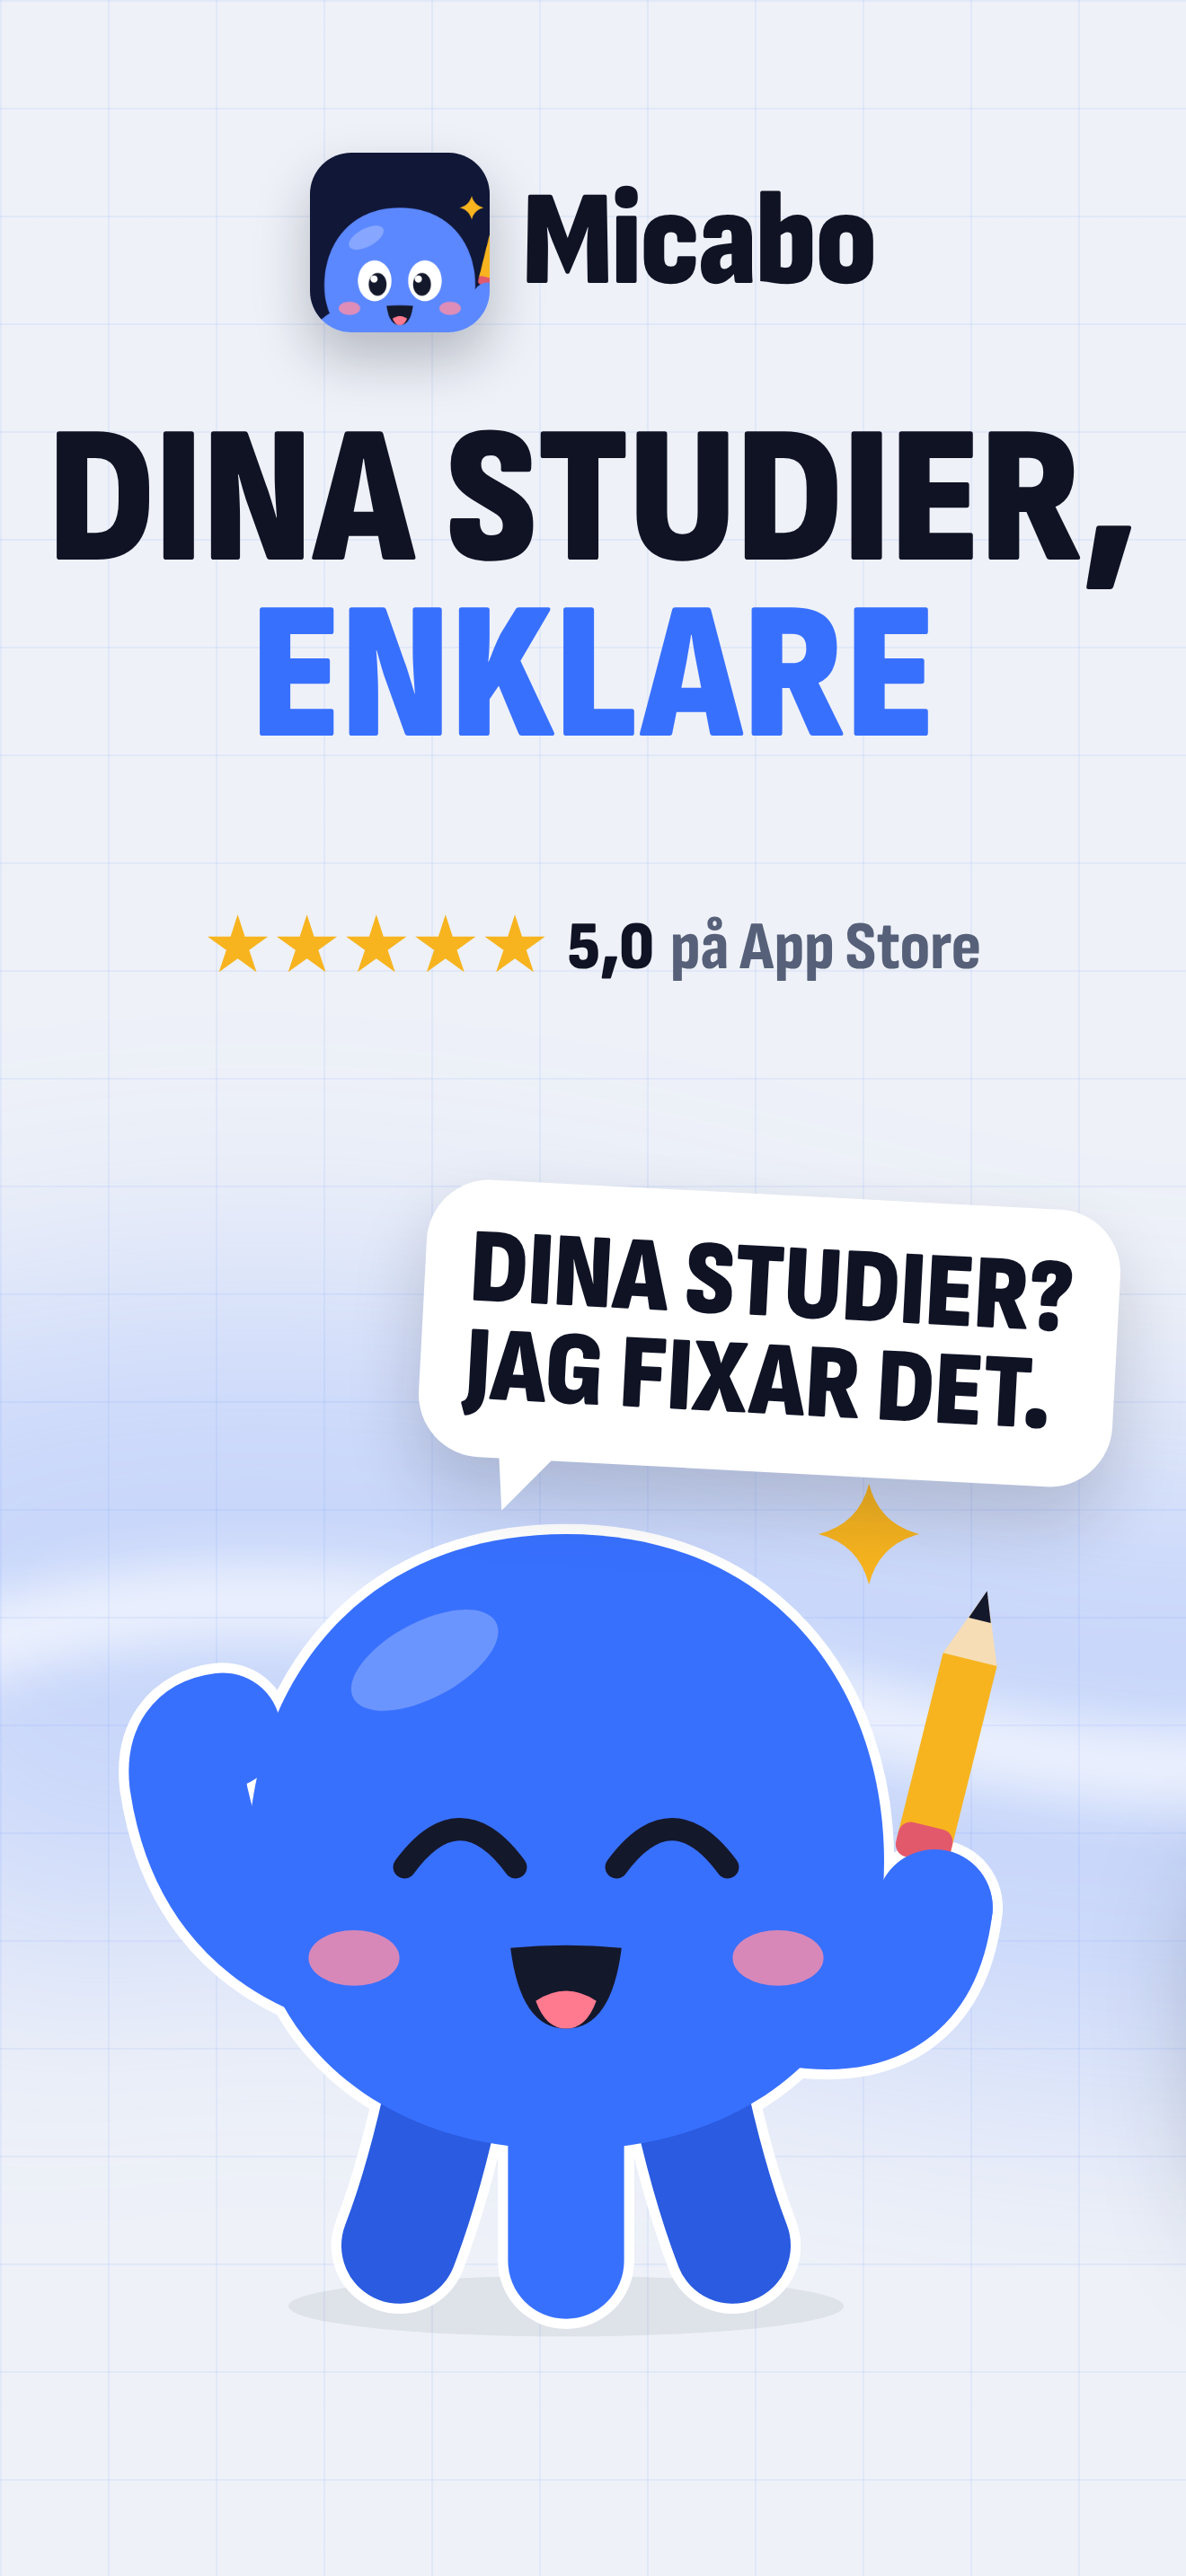 Micabo
DINA STUDIER,
ENKLARE
5,0 på App Store
DINA STUDIER?
JAG FIXAR DET.